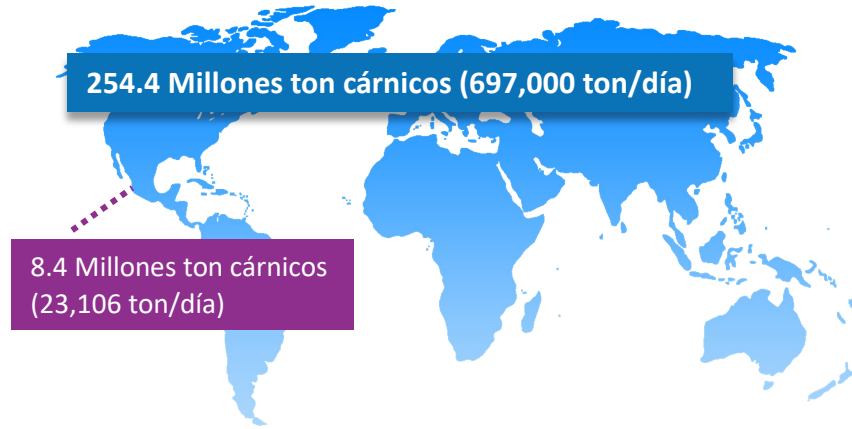 254.4 Millones ton cárnicos (697,000 ton/día)
8.4 Millones ton cárnicos
(23,106 ton/día)